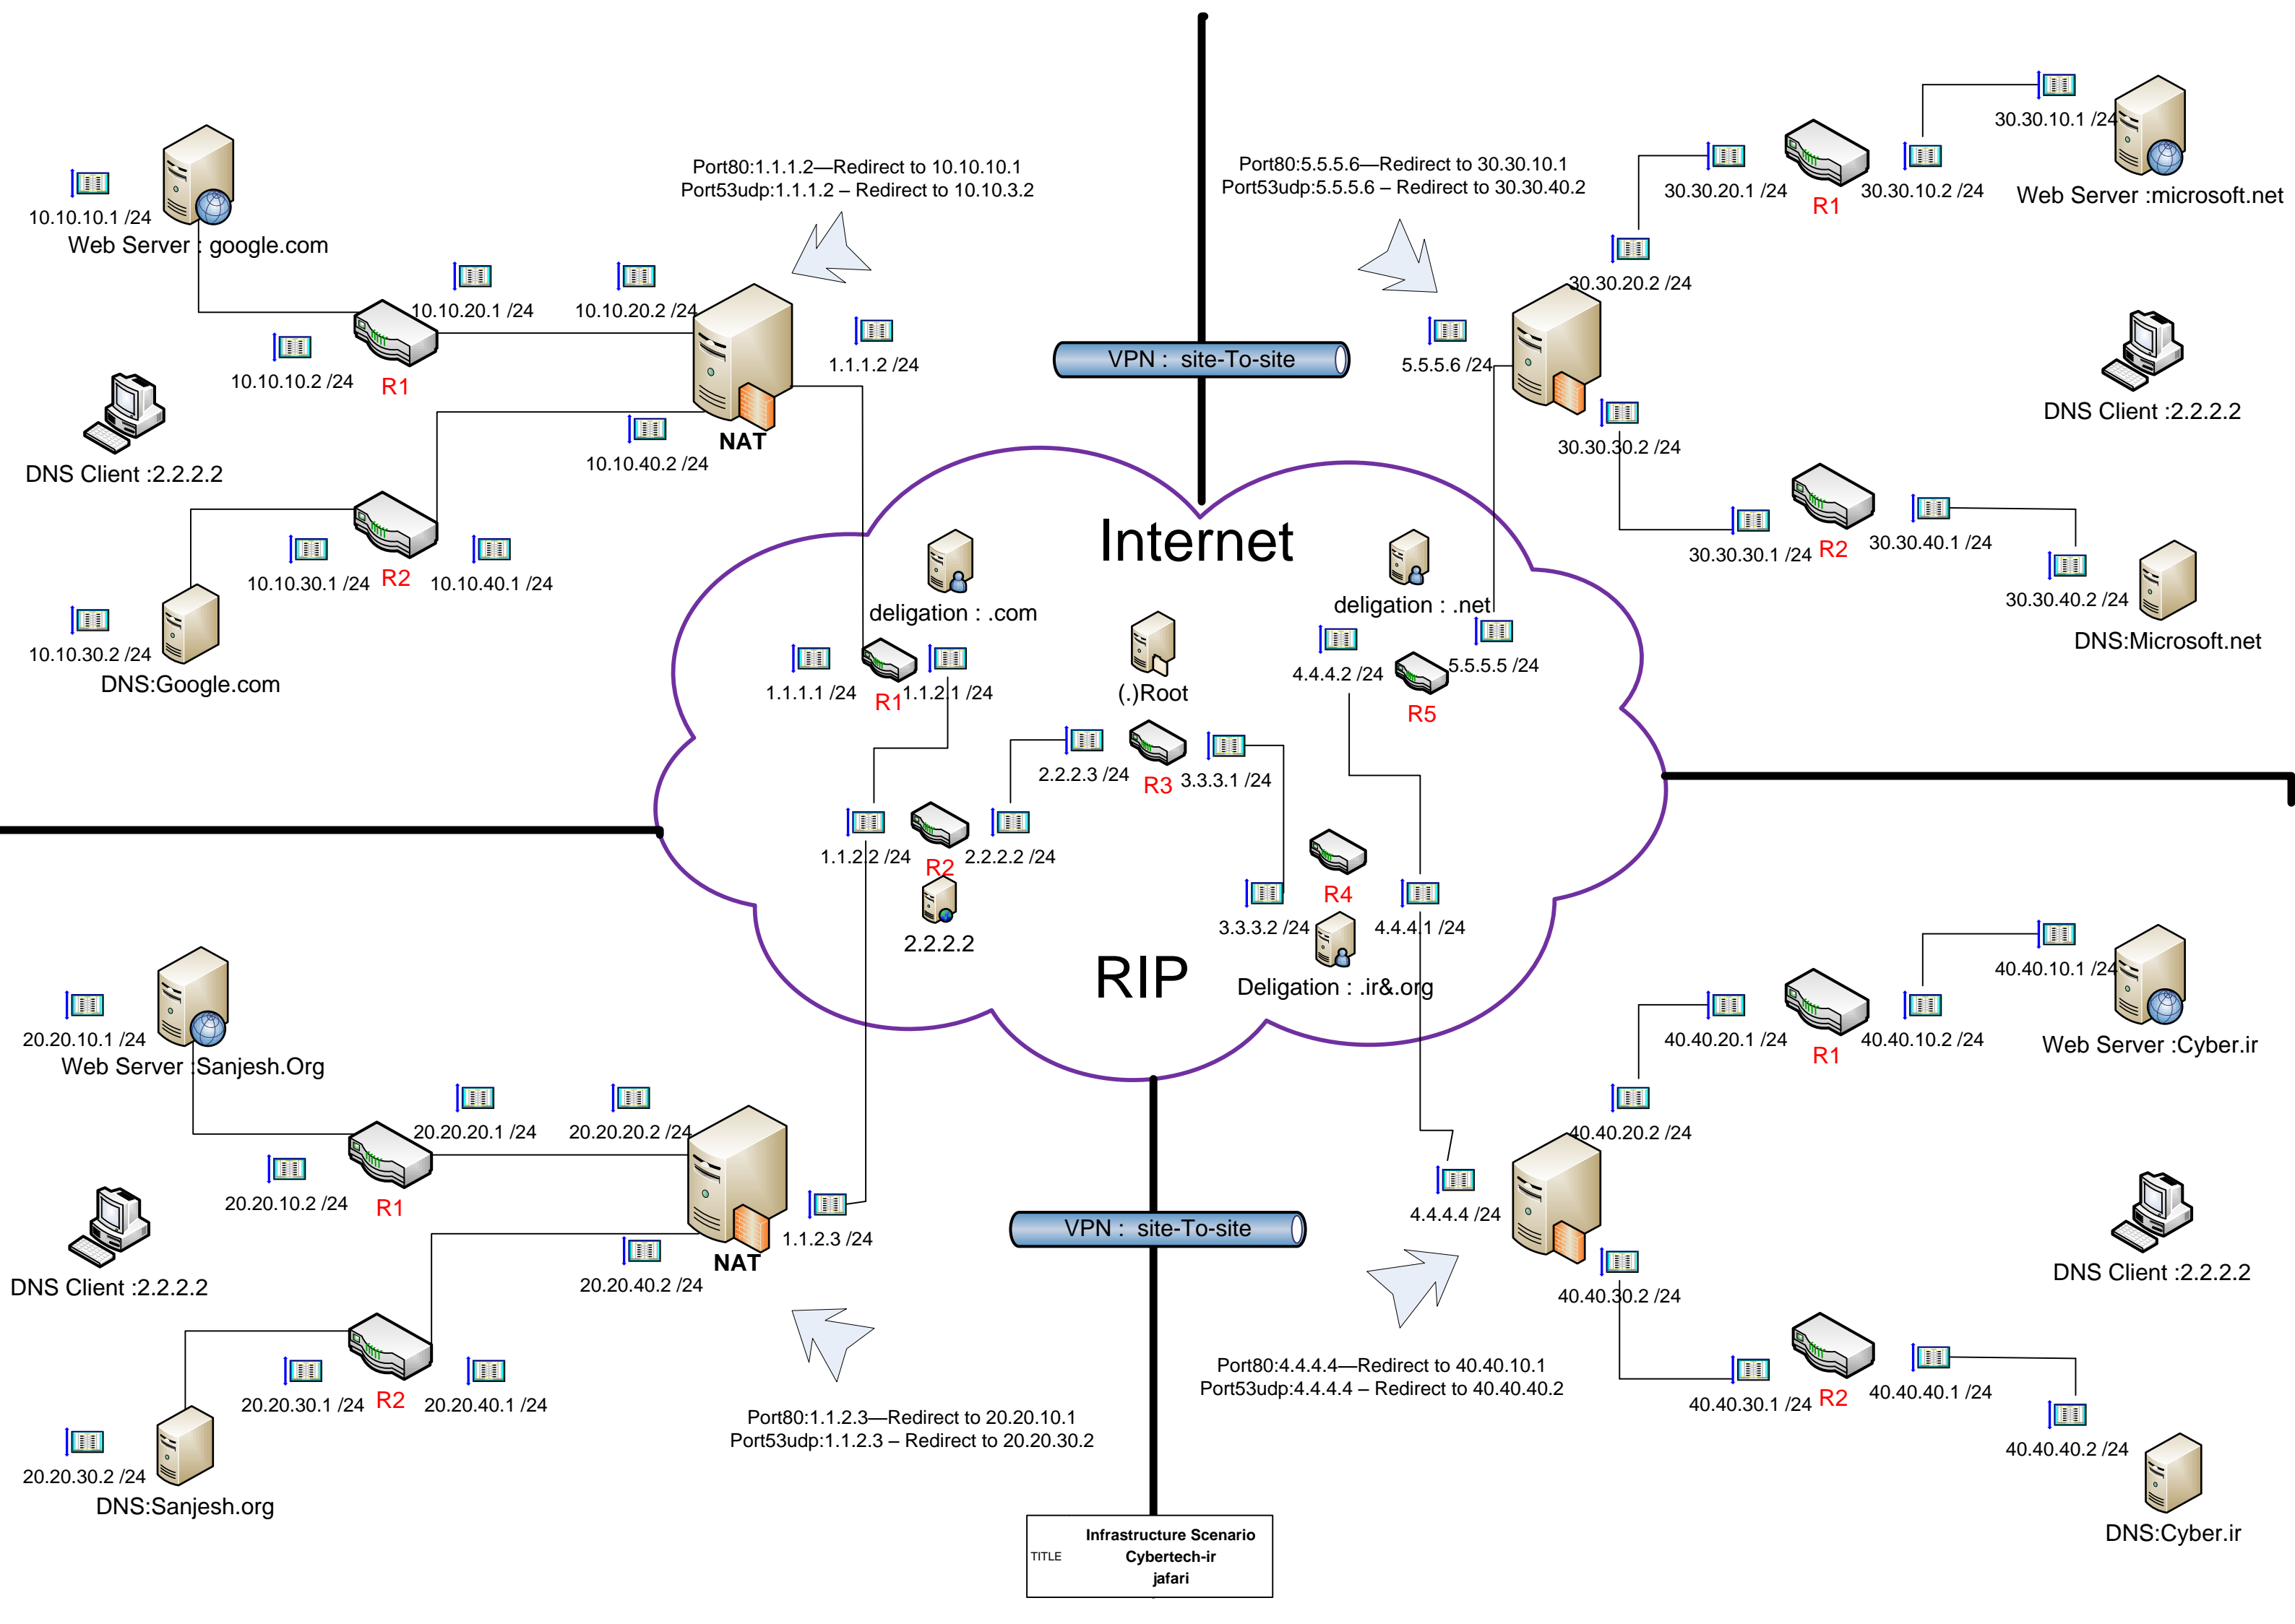 Port80:1.1.1.2—Redirect to 10.10.10.1
Port53udp:1.1.1.2 – Redirect to 10.10.3.2
10.10.10.1 /24
Web Server : google.com
10.10.20.1 /24
10.10.20.2 /24
10.10.10.2 /24
R1
1.1.1.2 /24
NAT
10.10.40.2 /24
DNS Client :2.2.2.2
10.10.30.1 /24
R2
10.10.40.1 /24
10.10.30.2 /24
DNS:Google.com
VPN : site-To-site
Port80:5.5.5.6—Redirect to 30.30.10.1
Port53udp:5.5.5.6 – Redirect to 30.30.40.2
30.30.10.1 /24
Web Server :microsoft.net
30.30.20.1 /24
R1
30.30.10.2 /24
30.30.20.2 /24
5.5.5.6 /24
DNS Client :2.2.2.2
30.30.30.2 /24
30.30.30.1 /24
R2
30.30.40.1 /24
30.30.40.2 /24
DNS:Microsoft.net
Internet
deligation : .com
deligation : .net
1.1.1.1 /24
R1
1.1.2.1 /24
(.)Root
4.4.4.2 /24
5.5.5.5 /24
R5
2.2.2.3 /24
R3
3.3.3.1 /24
1.1.2.2 /24
R2
2.2.2.2 /24
2.2.2.2
R4
3.3.3.2 /24
4.4.4.1 /24
Deligation : .ir&.org
RIP
20.20.10.1 /24
Web Server :Sanjesh.Org
20.20.20.1 /24
20.20.20.2 /24
20.20.10.2 /24
R1
1.1.2.3 /24
NAT
20.20.40.2 /24
DNS Client :2.2.2.2
20.20.30.1 /24
R2
20.20.40.1 /24
20.20.30.2 /24
DNS:Sanjesh.org
Port80:1.1.2.3—Redirect to 20.20.10.1
Port53udp:1.1.2.3 – Redirect to 20.20.30.2
VPN : site-To-site
40.40.10.1 /24
Web Server :Cyber.ir
40.40.20.1 /24
R1
40.40.10.2 /24
40.40.20.2 /24
4.4.4.4 /24
DNS Client :2.2.2.2
40.40.30.2 /24
Port80:4.4.4.4—Redirect to 40.40.10.1
Port53udp:4.4.4.4 – Redirect to 40.40.40.2
40.40.30.1 /24
R2
40.40.40.1 /24
40.40.40.2 /24
DNS:Cyber.ir
TITLE
Infrastructure Scenario
Cybertech-ir
jafari